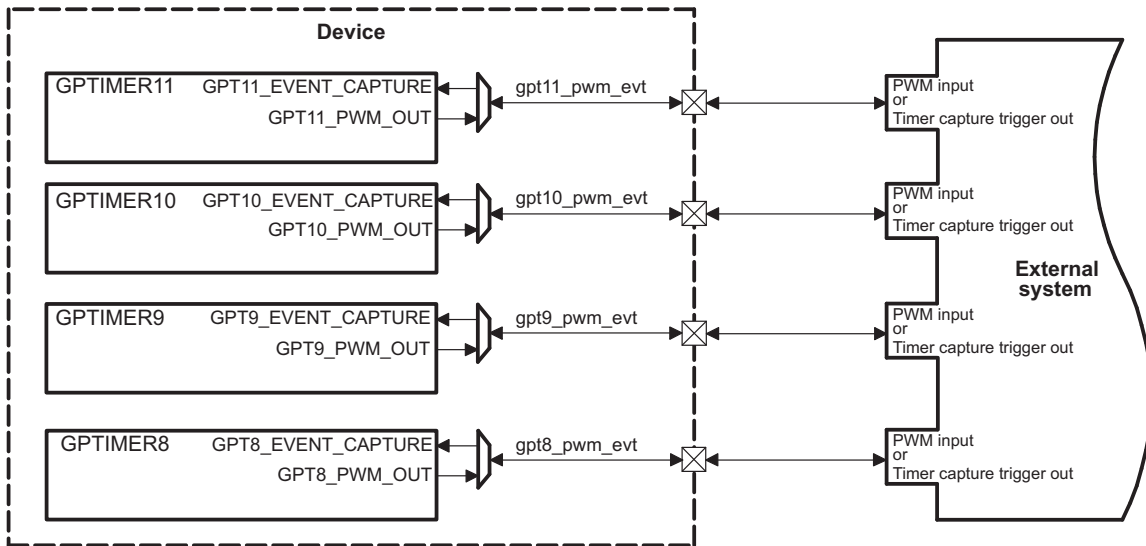 Device
GPTIMER11
GPT11_EVENT_CAPTURE
GPT11_PWM_OUT
gpt11_pwm_evt
PWM input
or
Timer capture trigger out
GPTIMER10
GPT10_EVENT_CAPTURE
GPT10_PWM_OUT
gpt10_pwm_evt
PWM input
or
Timer capture trigger out
External
system
GPTIMER9
GPT9_EVENT_CAPTURE
GPT9_PWM_OUT
gpt9_pwm_evt
PWM input
or
Timer capture trigger out
GPTIMER8
GPT8_EVENT_CAPTURE
GPT8_PWM_OUT
gpt8_pwm_evt
PWM input
or
Timer capture trigger out